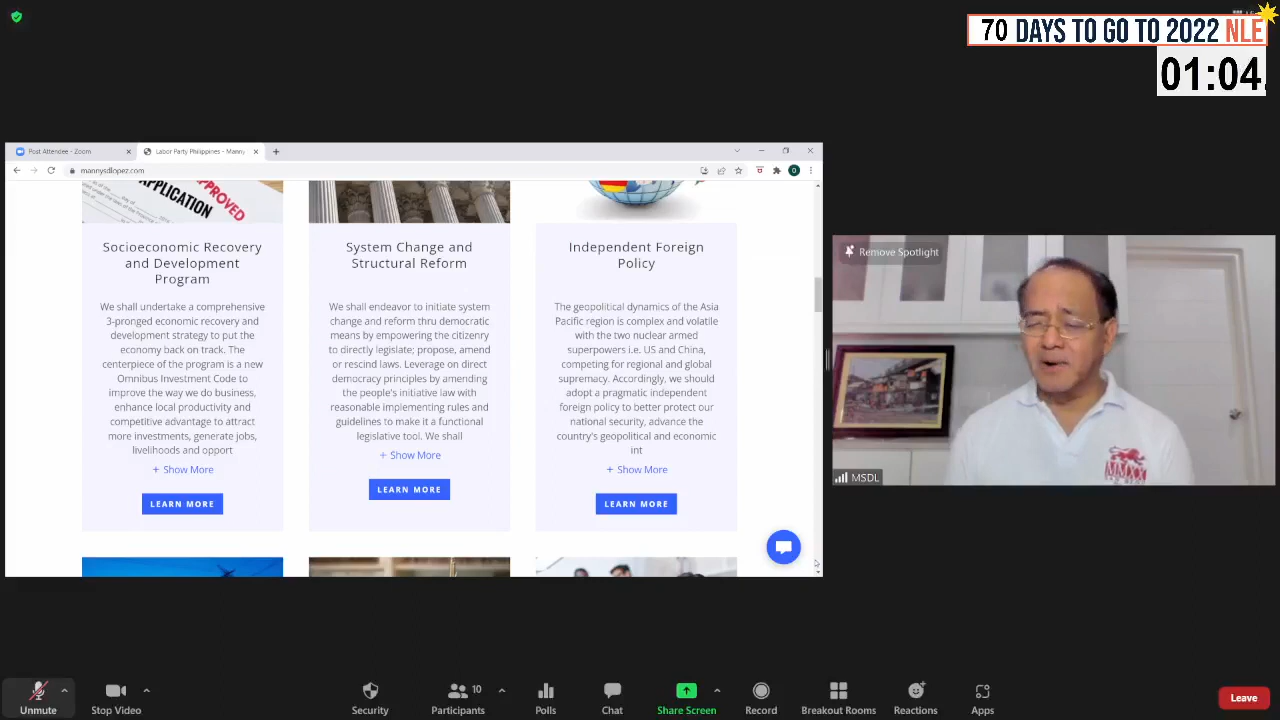 70 DAYS TO GO TO 2022 NLE
01:04
Post Attendee - Zoom
Labor Party Philippines - Manny
mannysdlopez.com
APPLICATION
APPROVED
Socioeconomic Recovery
and Deveopment
Program
We shall undertake a comprehensive
3-pronged economic recovery and
development strategy to put the
economy back on track. The
centerpiece of the program is a new
Omnibus Investment Code to
improve the way we do business,
enhance local productivity and
competitive advantage to attract
more investments, generate jobs,
livelihoods and opport
+ Show More
LEARN MORE
System Change and
Structural Reform
We shall endeavor to initiate system
change and reform thru democratic
means by empowering the citizenry
to directly legislate; propose, amend
or rescind laws. Leverage on direct
democracy principles by amending
the people's initiative law with
reasonable implementing rules and
guidelines to make it a functional
legislative tool. We shall
+ Show More
LEARN MORE
Independent Foreign
Policy
The geopolitical dynamics of the Asia
Pacific region is complex and volatile
with the two nuclear armed
superpowers i.e. US and China,
competing for regional and global
supremacy. Accordingly, we should
adopt a pragmatic independent
foreign policy to better protect our
national security, advance the
country's geopolitical and economic
int
+ Show More
LEARN MORE
Remove Spotlight
MMXX
MSDL
Unmute
Stop Video
Security
Participants
10
Polls
Chat
Share Screen
Record
Breakout Rooms
Reactions
Apps
Leave